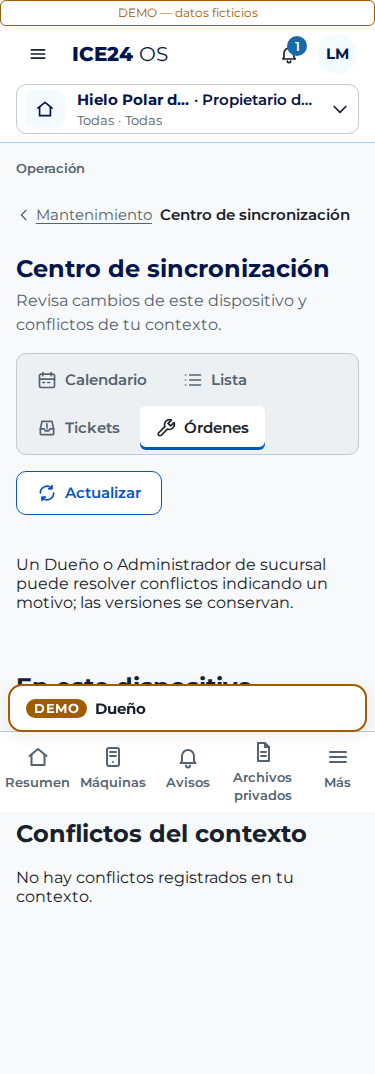 DEMO — datos ficticios
ICE24 OS
1
LM
Hielo Polar d... · Propietario d...
Todas · Todas
Operación
Mantenimiento Centro de sincronización
Centro de sincronización
Revisa cambios de este dispositivo y
conflictos de tu contexto.
Calendario
Lista
Tickets
Órdenes
Actualizar
Un Dueño o Administrador de sucursal
puede resolver conflictos indicando un
motivo; las versiones se conservan.
En este dispositivo
DEMO Dueño
Resumen
Máquinas
Avisos
Archivos
privados
Más
Conflictos del contexto
No hay conflictos registrados en tu
contexto.